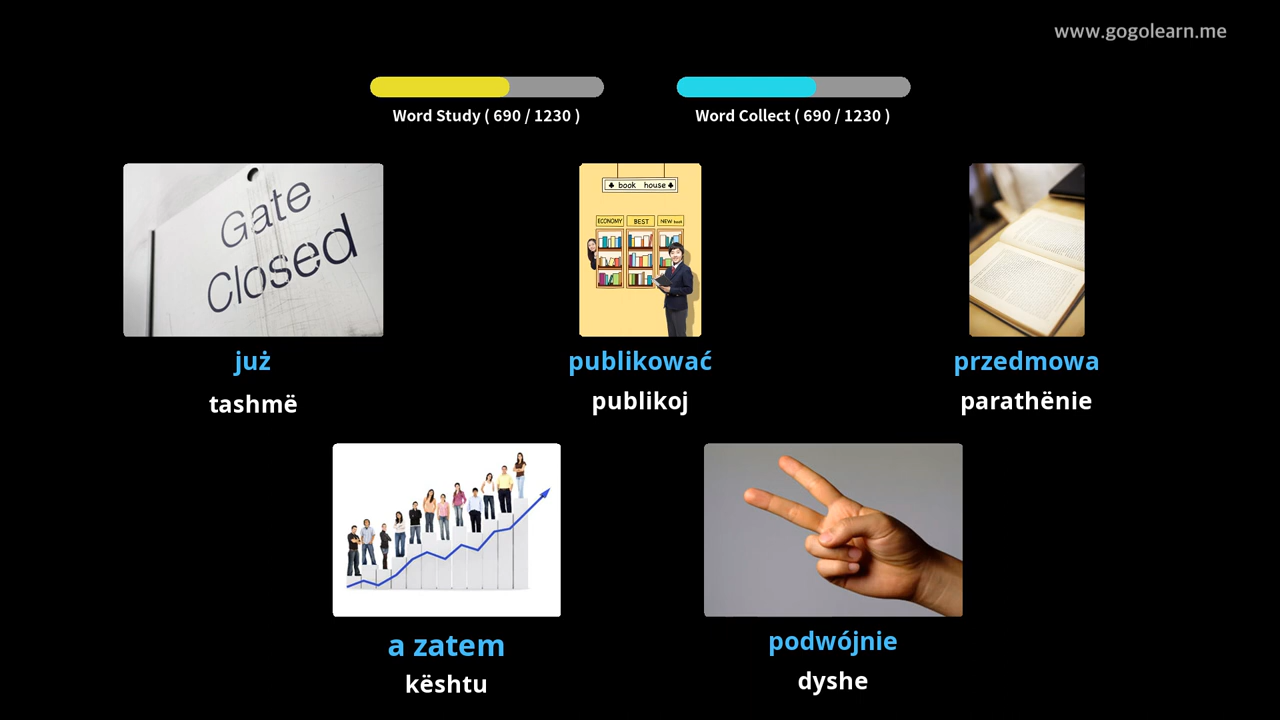 www.gogolearn.me
Word Study ( 690 / 1230 )
Word Collect ( 690 / 1230 )
Gate
Closed
♣ book house ♣
ECONOMY
BEST
NEW book
już
publikować
przedmowa
tashmë
publikoj
parathënie
a zatem
podwójnie
kështu
dyshe